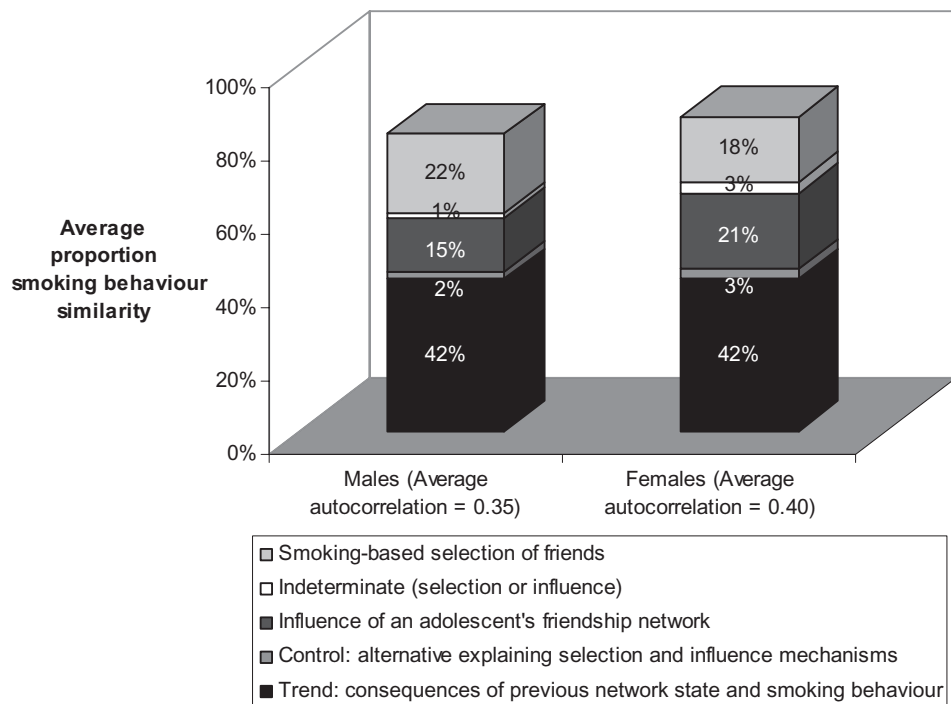 100%
80%
60%
40%
20%
0%
Average
proportion
smoking behaviour
similarity
22%
1%
15%
2%
42%
18%
3%
21%
3%
42%
Males (Average
autocorrelation = 0.35)
Females (Average
autocorrelation = 0.40)
Smoking-based selection of friends
Indeterminate (selection or influence)
Influence of an adolescent's friendship network
Control: alternative explaining selection and influence mechanisms
Trend: consequences of previous network state and smoking behaviour